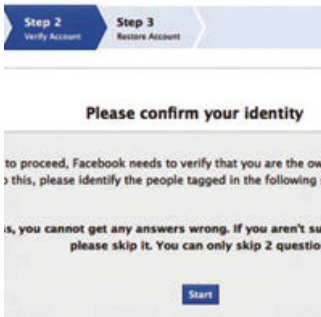 Step 2 Step 3
Verify Account Restore Account
Please confirm your identity
to proceed, Facebook needs to verify that you are the ow
o this, please identify the people tagged in the following
s, you cannot get any answers wrong. If you aren't su
please skip it. You can only skip 2 questio
Start